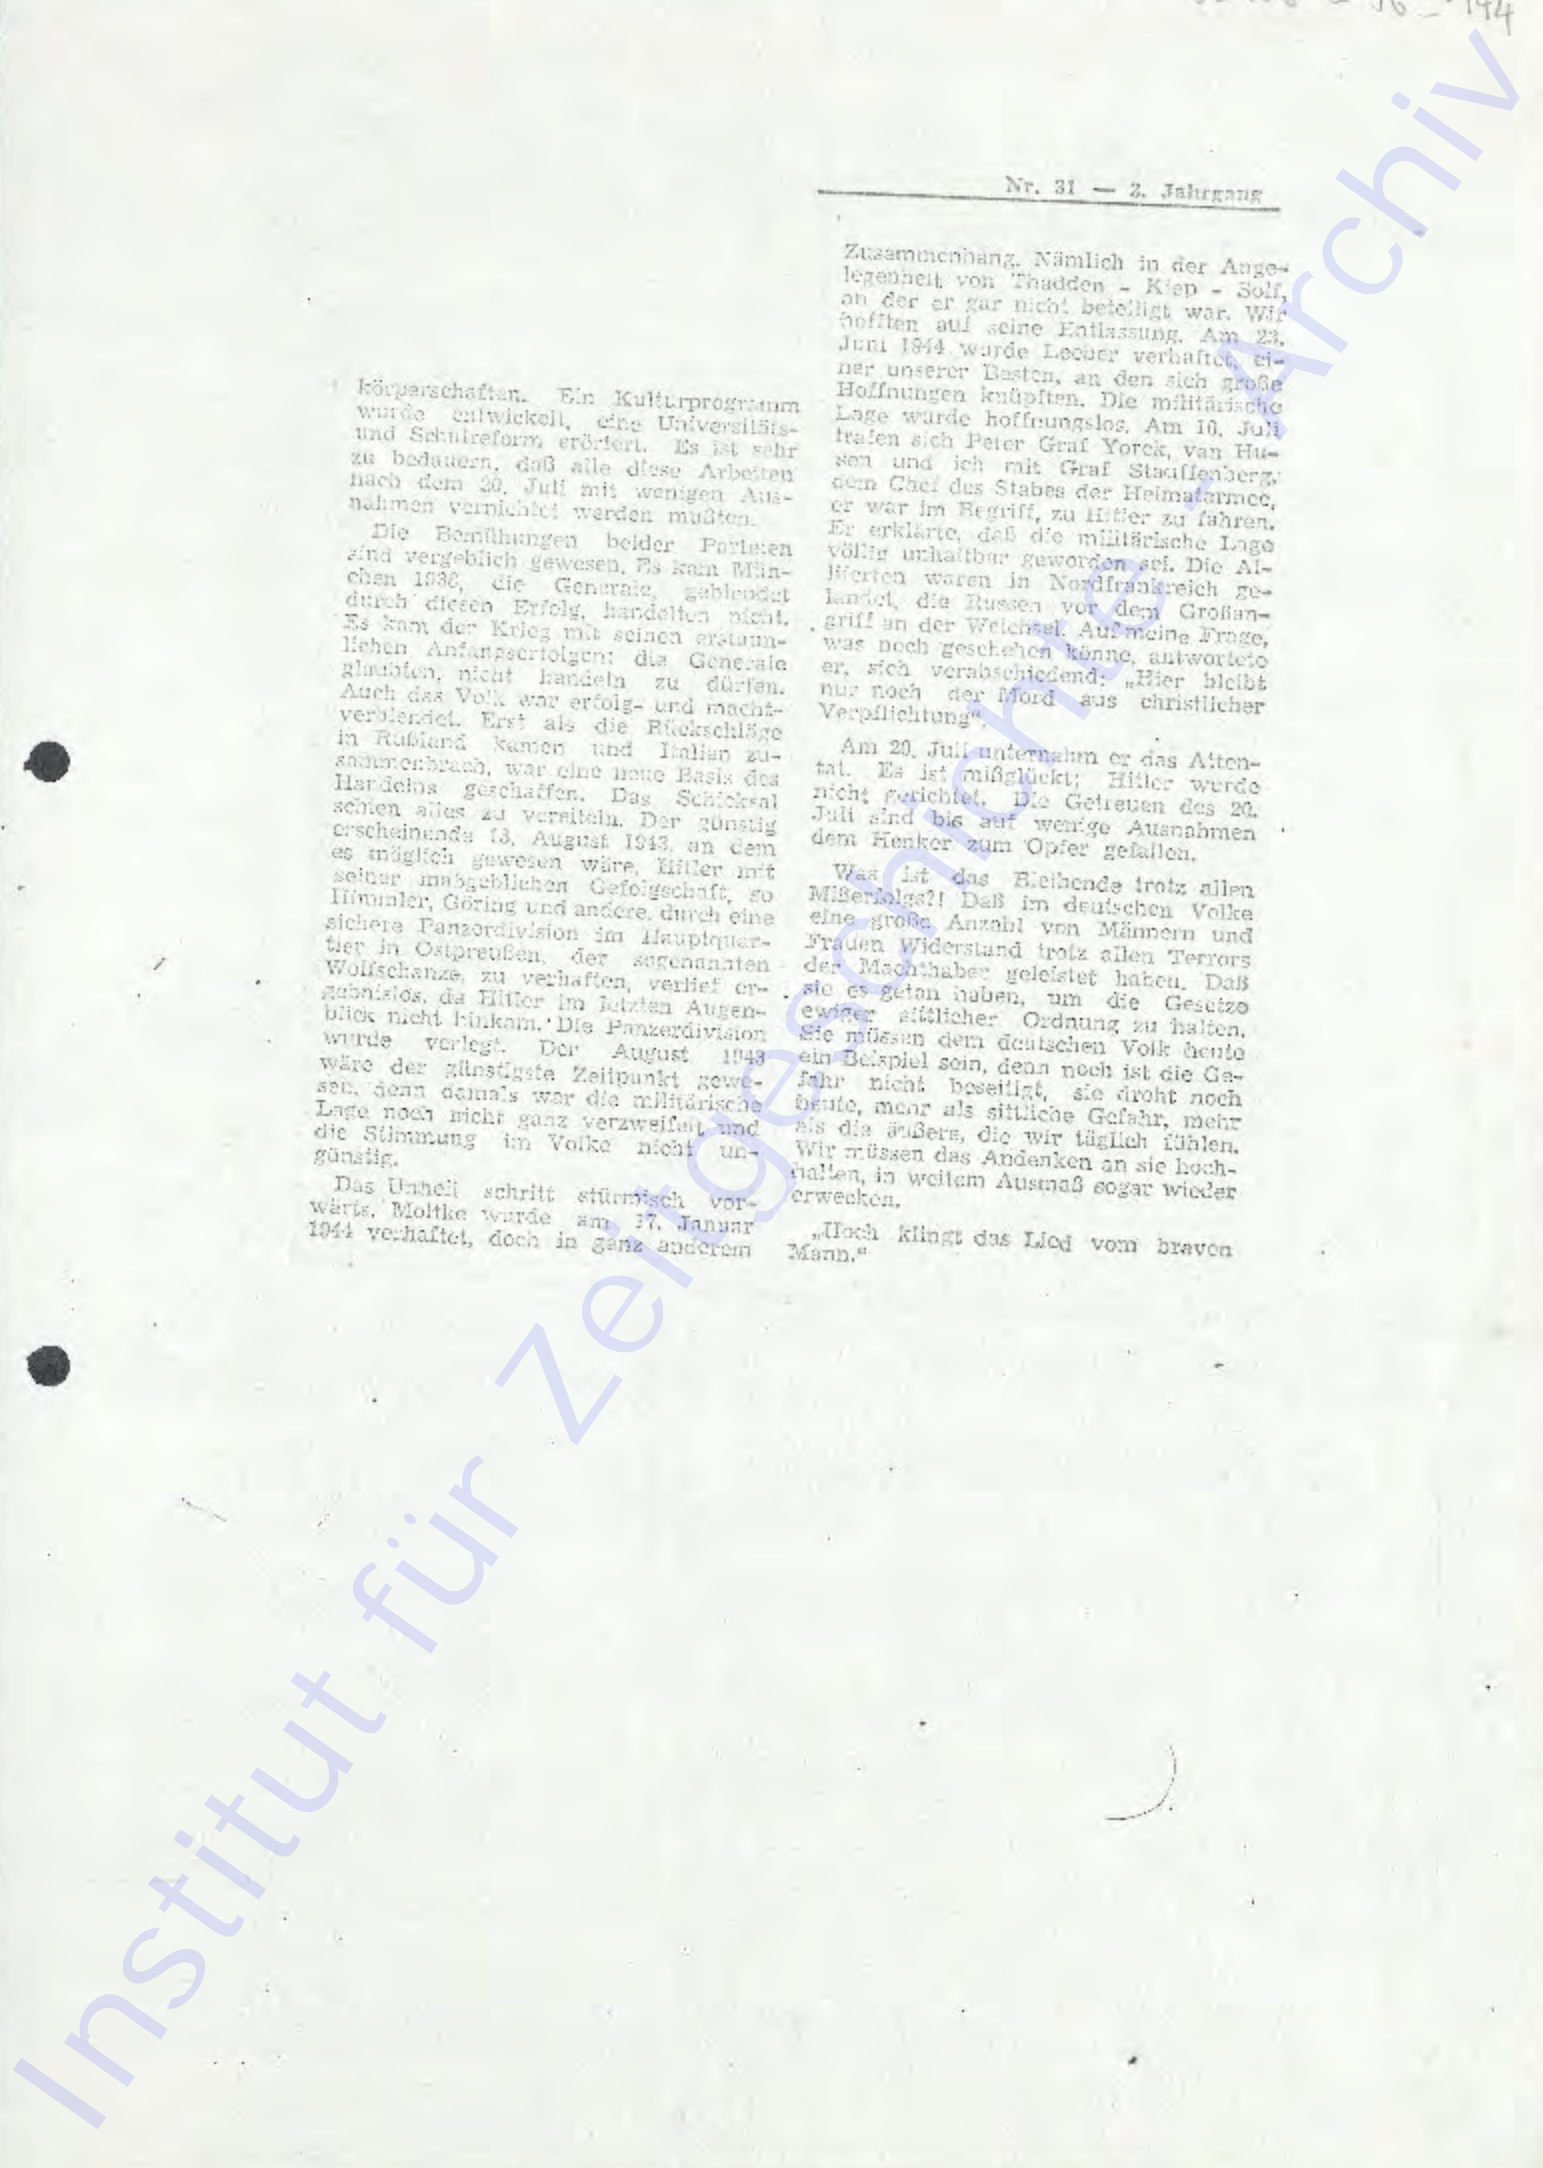 194
Nr. 31 — 2. Jahrgang
körperschaften. Ein Kulturprogramm
wurde entwickelt, eine Universitäts-
und Schulreform erörtert. Es ist sehr
zu bedauern, daß alle diese Arbeiten
nach dem 20. Juli mit wenigen Aus-
nahmen vernichtet werden mußten.
Die Bemühungen beider Parteien
sind vergeblich gewesen. Es kam Mün-
chen 1938, die Generale, geblendet
durch diesen Erfolg, handelten nicht.
Es kam der Krieg mit seinen erstaun-
lichen Anfangserfolgen; die Generale
glaubten, nicht handeln zu dürfen.
Auch das Volk war erfolg- und macht-
verblendet. Erst als die Rückschläge
in Rußland kamen und Italien zu-
sammenbrach, war eine neue Basis des
Handelns geschaffen. Das Schicksal
schien alles zu vereiteln. Der günstig
erscheinende 13. August 1943, an dem
es möglich gewesen wäre, Hitler mit
seiner maßgeblichen Gefolgschaft, so
Himmler, Göring und andere, durch eine
sichere Panzerdivision im Hauptquar-
tier in Ostpreußen, der sogenannten
Wolfschanze, zu verhaften, verlief er-
gebnislos, da Hitler im letzten Augen-
blick nicht hinkam. Die Panzerdivision
wurde verlegt. Der August 1943
wäre der günstigste Zeitpunkt gewe-
sen, denn damals war die militärische
Lage noch nicht ganz verzweifelt und
die Stimmung im Volke nicht un-
günstig.
Das Unheil schritt stürmisch vor-
wärts. Moltke wurde am 17. Januar
1944 verhaftet, doch in ganz anderem
Zusammenhang. Nämlich in der Ange-
legenheit von Thadden - Kiep - Solf,
an der er gar nicht beteiligt war. Wir
hofften auf seine Entlassung. Am 23.
Juni 1944 wurde Leeber verhaftet, ei-
ner unserer Besten, an den sich große
Hoffnungen knüpften. Die militärische
Lage wurde hoffnungslos. Am 10. Juli
trafen sich Peter Graf Yorck, van Hu-
sen und ich mit Graf Stauffenberg,
dem Chef des Stabes der Heimatarmee,
er war im Begriff, zu Hitler zu fahren.
Er erklärte, daß die militärische Lage
völlig unhaltbar geworden sei. Die Al-
liierten waren in Nordfrankreich ge-
landet, die Russen vor dem Großan-
griff an der Weichsel. Auf meine Frage,
was noch geschehen könne, antwortete
er, sich verabschiedend: „Hier bleibt
nur noch der Mord aus christlicher
Verpflichtung“.
Am 20. Juli unternahm er das Atten-
tat. Es ist mißglückt; Hitler wurde
nicht gerichtet. Die Getreuen des 20.
Juli sind bis auf wenige Ausnahmen
dem Henker zum Opfer gefallen.
Was ist das Bleibende trotz allen
Mißerfolgs?! Daß im deutschen Volke
eine große Anzahl von Männern und
Frauen Widerstand trotz allen Terrors
der Machthaber geleistet haben. Daß
sie es getan haben, um die Gesetze
ewiger sittlicher Ordnung zu halten.
Sie müssen dem deutschen Volk heute
ein Beispiel sein, denn noch ist die Ge-
fahr nicht beseitigt, sie droht noch
heute, mehr als sittliche Gefahr, mehr
als die äußere, die wir täglich fühlen.
Wir müssen das Andenken an sie hoch-
halten, in weitem Ausmaß sogar wieder
erwecken.
„Hoch klingt das Lied vom braven
Mann.“
Institut für Zeitgeschichte - Archiv